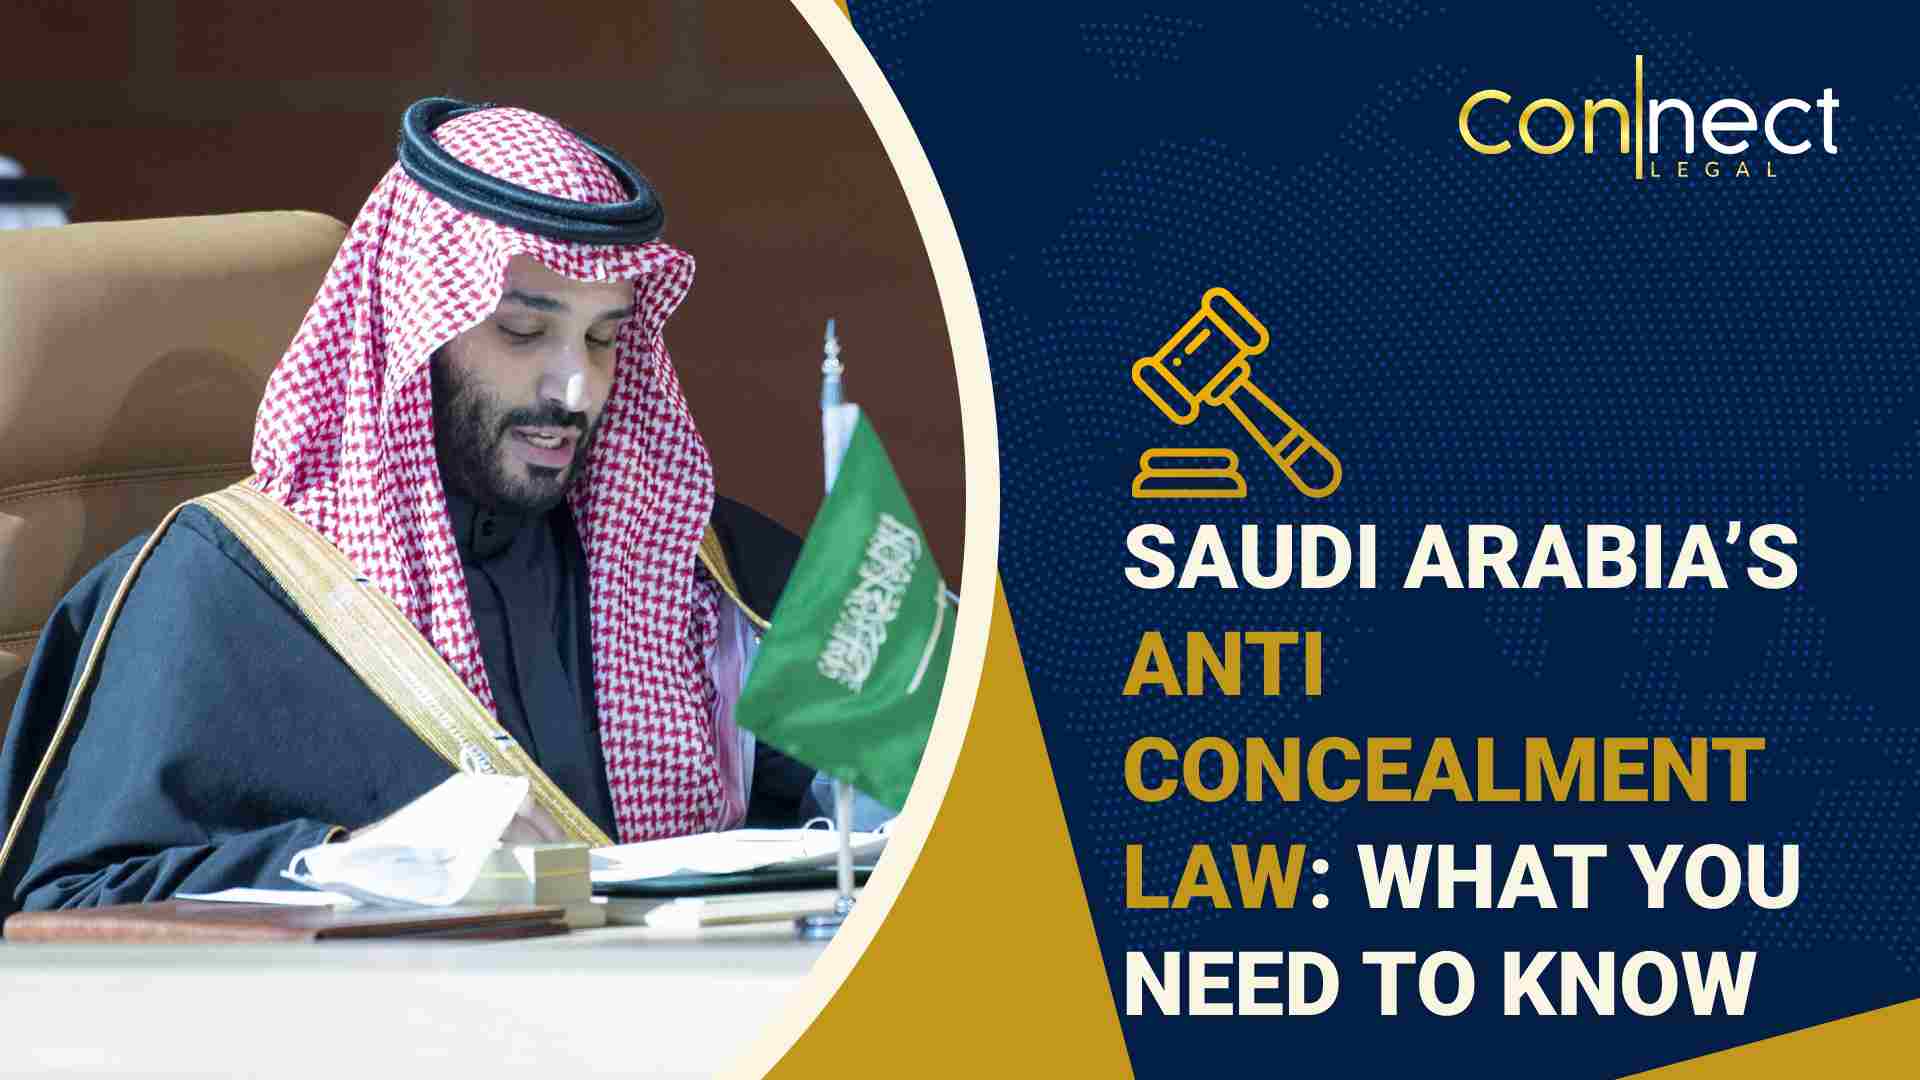 connect
LEGAL
SAUDI ARABIA’S
ANTI
CONCEALMENT
LAW: WHAT YOU
NEED TO KNOW